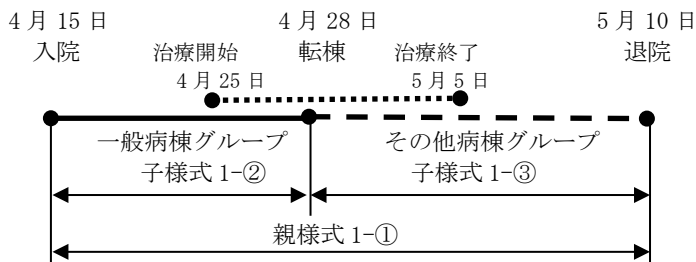 4 月 15 日
入院
4 月 28 日
転棟
5 月 10 日
退院
治療開始
4 月 25 日
治療終了
5 月 5 日
一般病棟グループ
子様式 1-②
その他病棟グループ
子様式 1-③
親様式 1-①